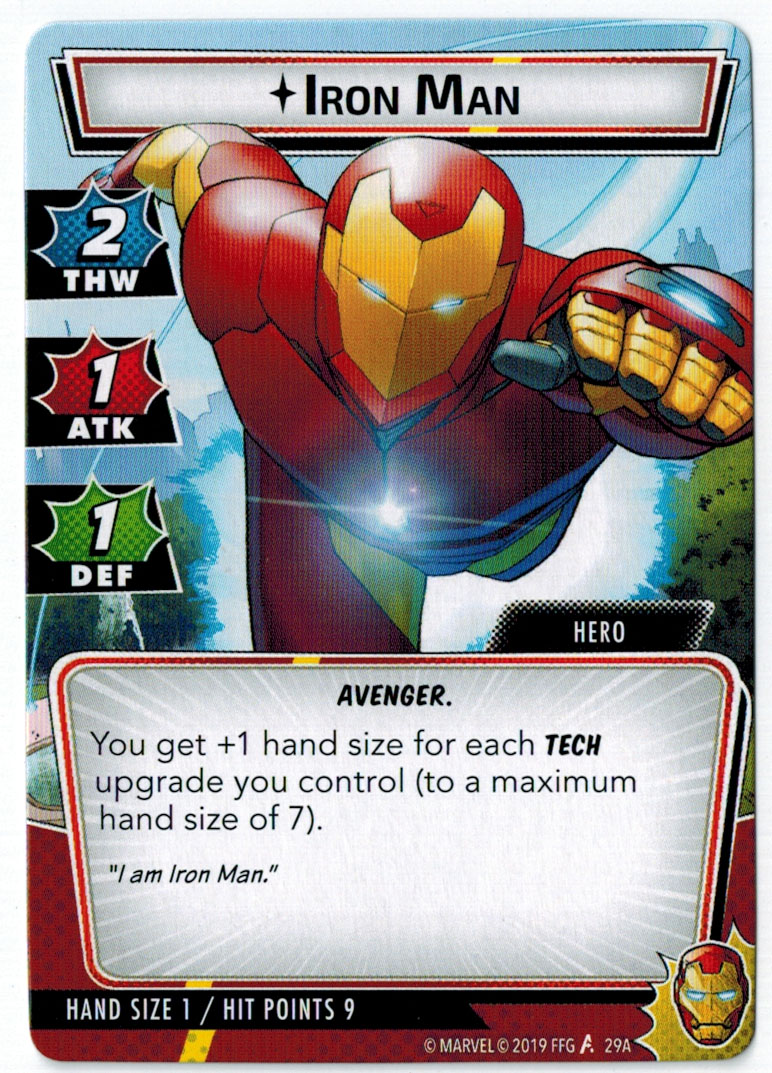 IRON MAN
2
THW
1
ATK
1
DEF
HERO
AVENGER.
You get +1 hand size for each TECH
upgrade you control (to a maximum
hand size of 7).
"I am Iron Man."
HAND SIZE 1 / HIT POINTS 9
© MARVEL © 2019 FFG 29A